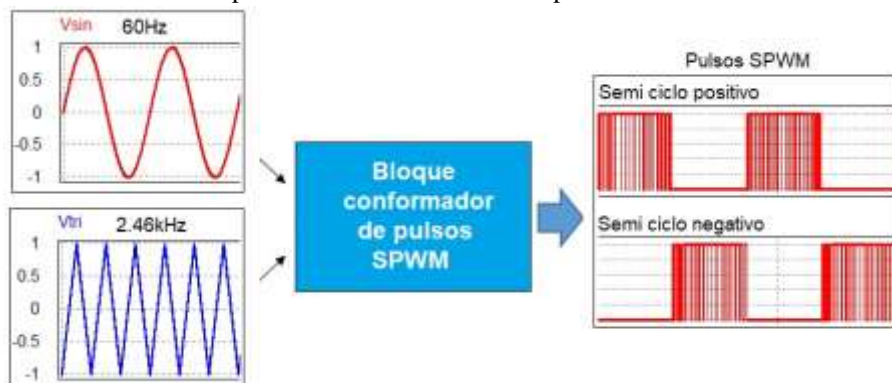 Vsin 60Hz
1
0.5
0
-0.5
-1
Vtri 2.46kHz
1
0.5
0
-0.5
-1
Bloque
conformador
de pulsos
SPWM
Pulsos SPWM
Semi ciclo positivo
Semi ciclo negativo